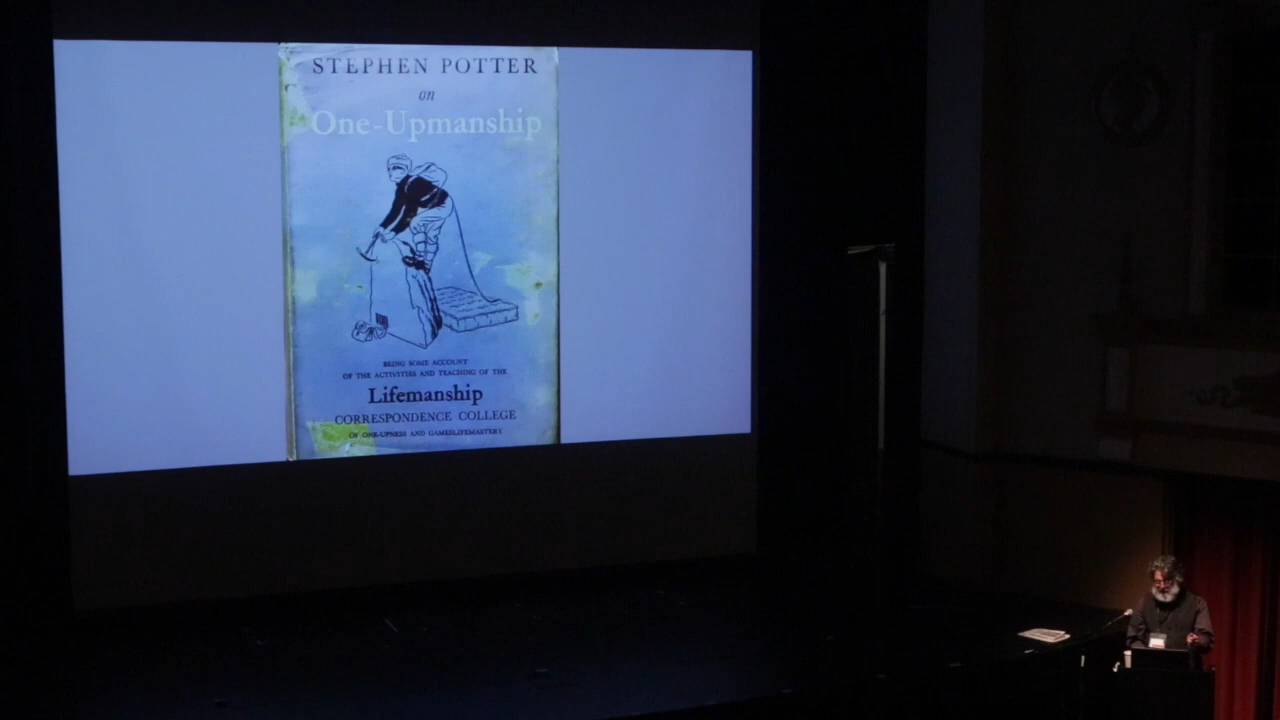 STEPHEN POTTER
on
One-Upmanship
BEING SOME ACCOUNT
OF THE ACTIVITIES AND TEACHING OF THE
Lifemanship
CORRESPONDENCE COLLEGE
OF ONE-UPNESS AND GAMESLIFEMASTERY